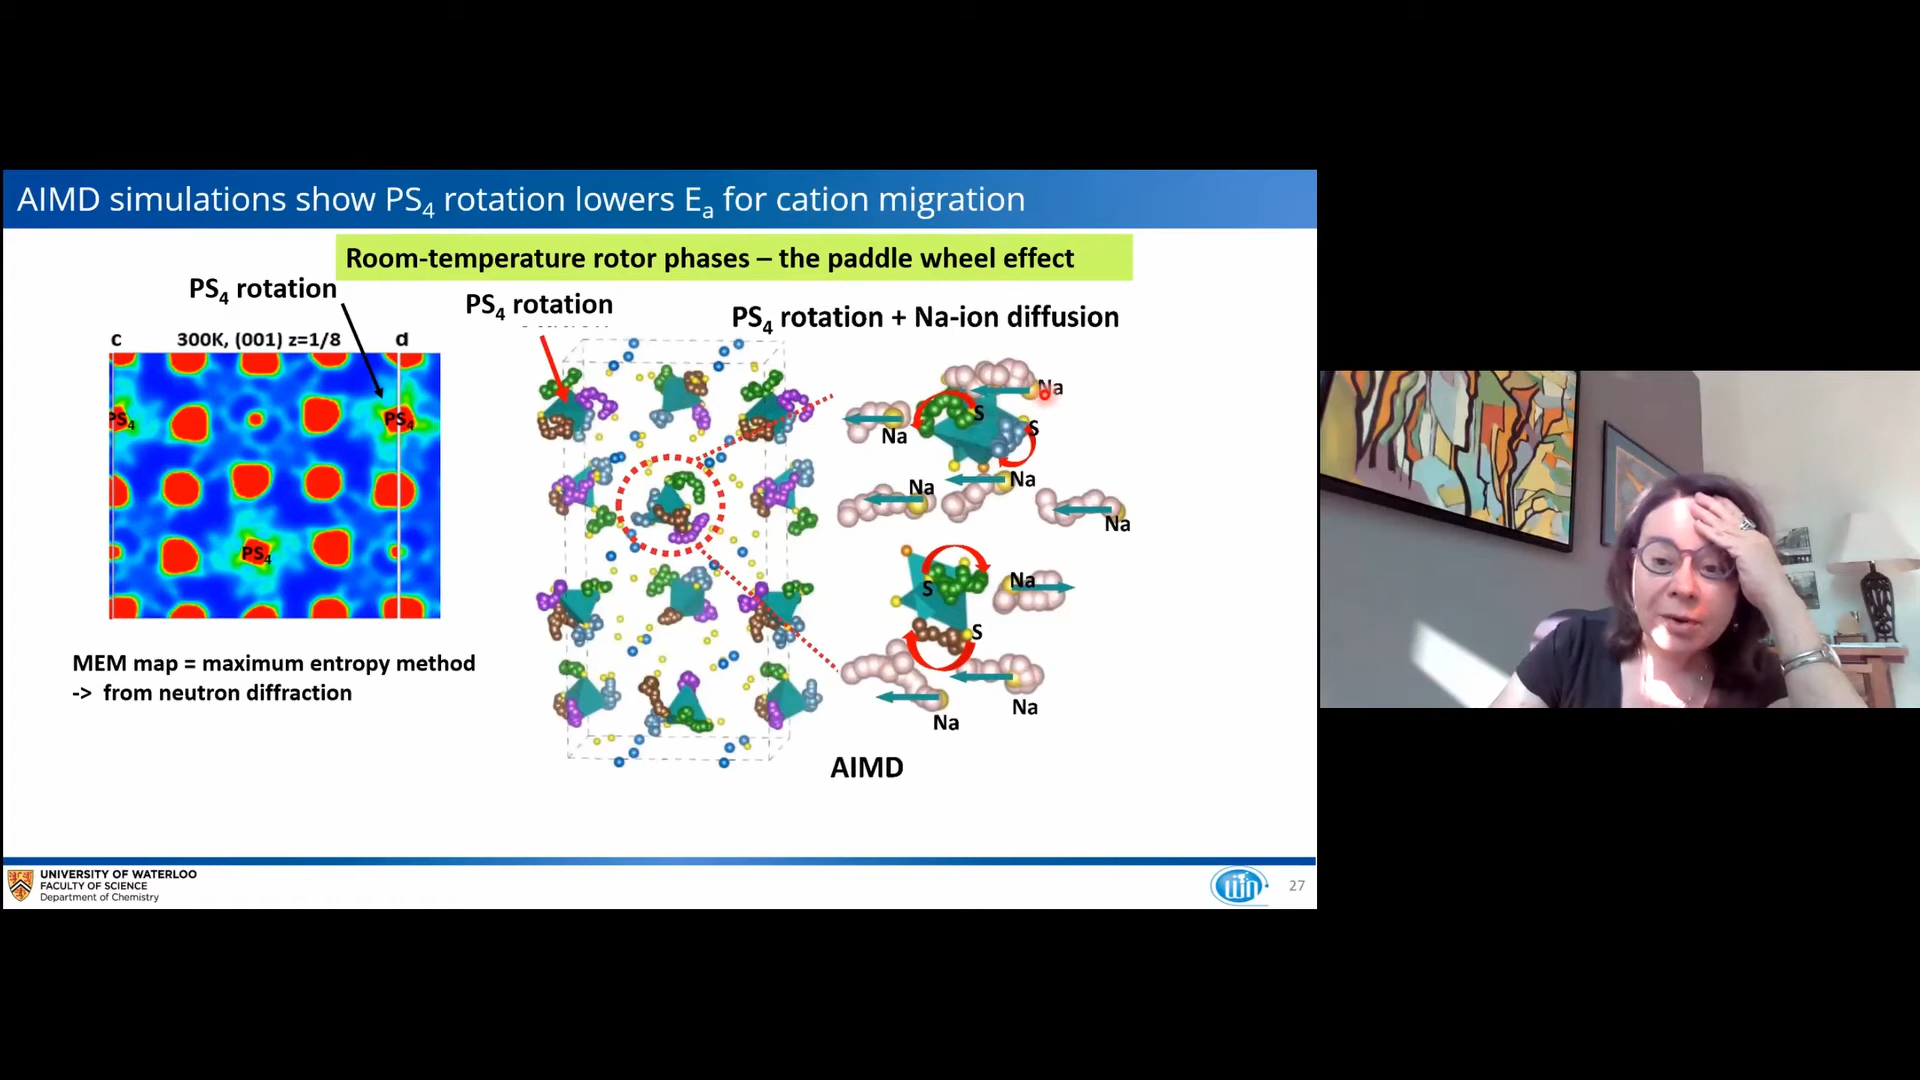 AIMD simulations show PS4 rotation lowers Ea for cation migration
Room-temperature rotor phases – the paddle wheel effect
PS4 rotation
PS4 rotation
PS4 rotation + Na-ion diffusion
c 300K, (001) z=1/8 d
PS4
PS4
PS4
Na
S
Na
S
Na
Na
Na
Na
S
S
Na
Na
MEM map = maximum entropy method
-> from neutron diffraction
AIMD
UNIVERSITY OF WATERLOO
FACULTY OF SCIENCE
Department of Chemistry
WIN
27